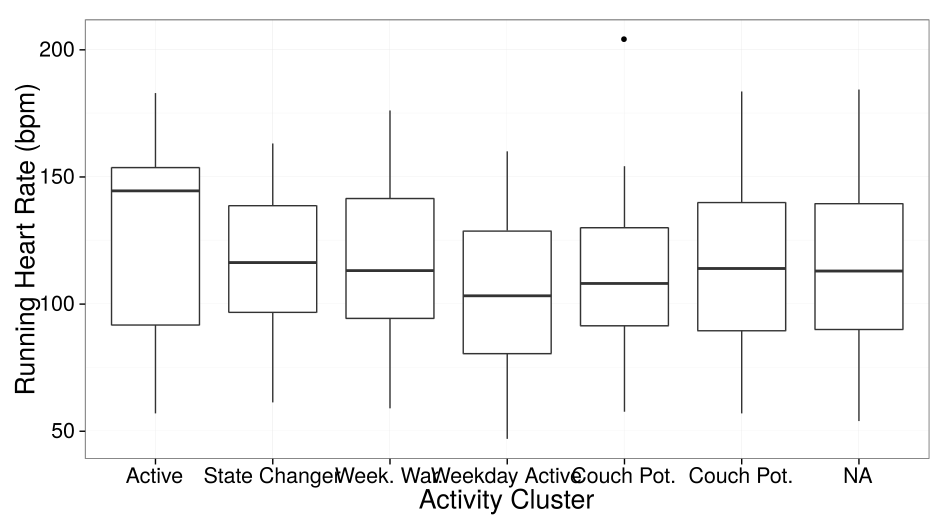 Running Heart Rate (bpm)
200
150
100
50
Active State Changer Week. War Weekday Active Couch Pot. Couch Pot. NA
Activity Cluster